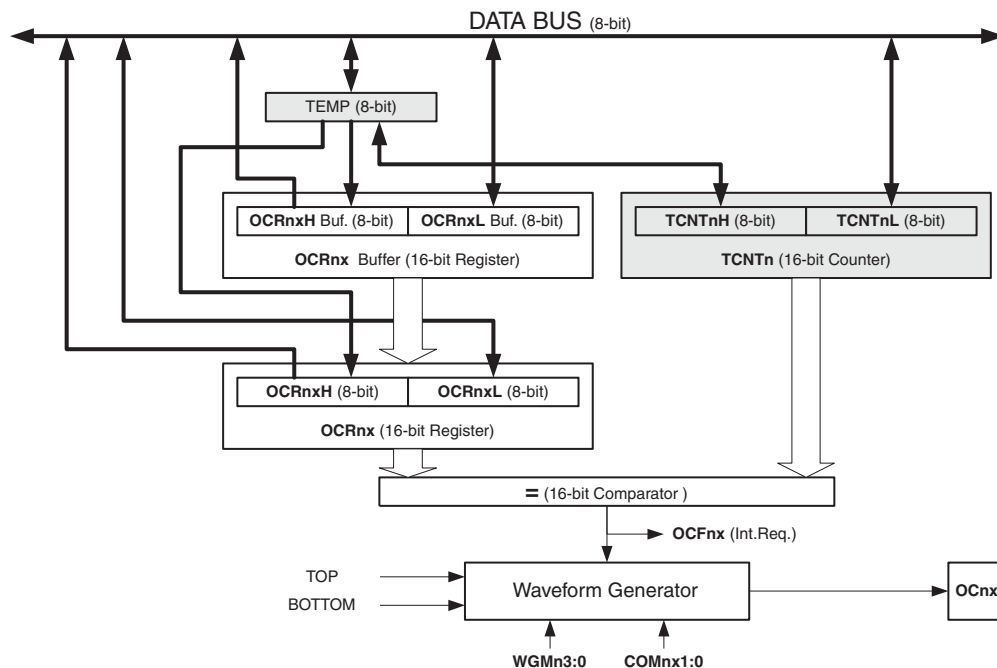 DATA BUS (8-bit)
TEMP (8-bit)
OCRnxH Buf. (8-bit) OCRnxL Buf. (8-bit)
TCNTnH (8-bit) TCNTnL (8-bit)
OCRnx Buffer (16-bit Register)
TCNTn (16-bit Counter)
OCRnxH (8-bit) OCRnxL (8-bit)
OCRnx (16-bit Register)
= (16-bit Comparator )
OCFnx (Int.Req.)
TOP
BOTTOM
Waveform Generator
OCnx
WGMn3:0 COMnx1:0